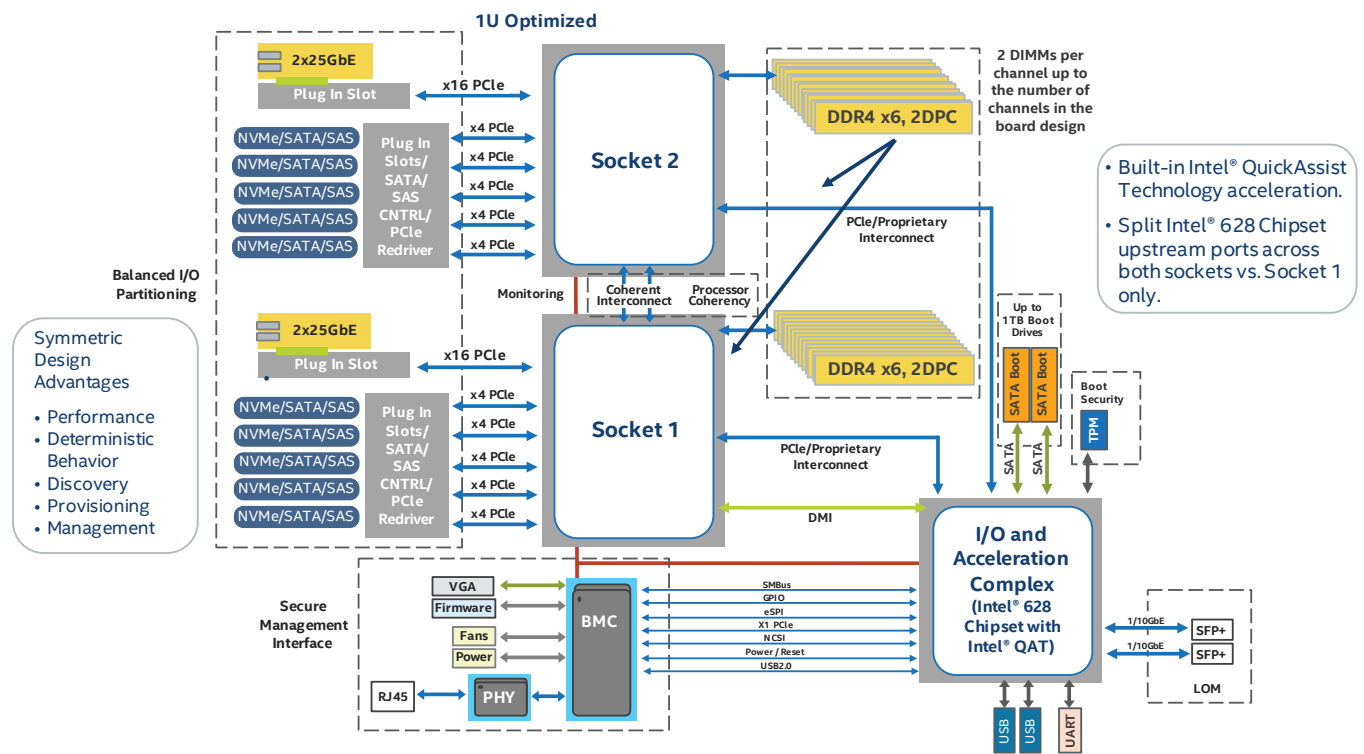 1U Optimized
2x25GbE
Plug In Slot
x16 PCIe
NVMe/SATA/SAS
NVMe/SATA/SAS
NVMe/SATA/SAS
NVMe/SATA/SAS
NVMe/SATA/SAS
Plug In
Slots/
SATA/
SAS
CNTRL/
PCIe
Redriver
x4 PCIe
x4 PCIe
x4 PCIe
x4 PCIe
x4 PCIe
Socket 2
DDR4 x6, 2DPC
2 DIMMs per
channel up to
the number of
channels in the
board design
• Built-in Intel® QuickAssist
Technology acceleration.
• Split Intel® 628 Chipset
upstream ports across
both sockets vs. Socket 1
only.
PCIe/Proprietary
Interconnect
Balanced I/O
Partitioning
Monitoring
Coherent
Interconnect
Processor
Coherency
Symmetric
Design
Advantages
• Performance
• Deterministic
Behavior
• Discovery
• Provisioning
• Management
2x25GbE
Plug In Slot
•
x16 PCIe
NVMe/SATA/SAS
NVMe/SATA/SAS
NVMe/SATA/SAS
NVMe/SATA/SAS
NVMe/SATA/SAS
Plug In
Slots/
SATA/
SAS
CNTRL/
PCIe
Redriver
x4 PCIe
x4 PCIe
x4 PCIe
x4 PCIe
x4 PCIe
Socket 1
DDR4 x6, 2DPC
PCIe/Proprietary
Interconnect
DMI
Up to
1TB Boot
Drives
SATA Boot
SATA Boot
SATA
SATA
Boot
Security
TPM
I/O and
Acceleration
Complex
(Intel® 628
Chipset with
Intel® QAT)
Secure
Management
Interface
VGA
Firmware
Fans
Power
RJ45
PHY
BMC
SMBus
GPIO
eSPI
X1 PCIe
NCSI
Power / Reset
USB2.0
1/10GbE
SFP+
1/10GbE
SFP+
LOM
USB
USB
UART